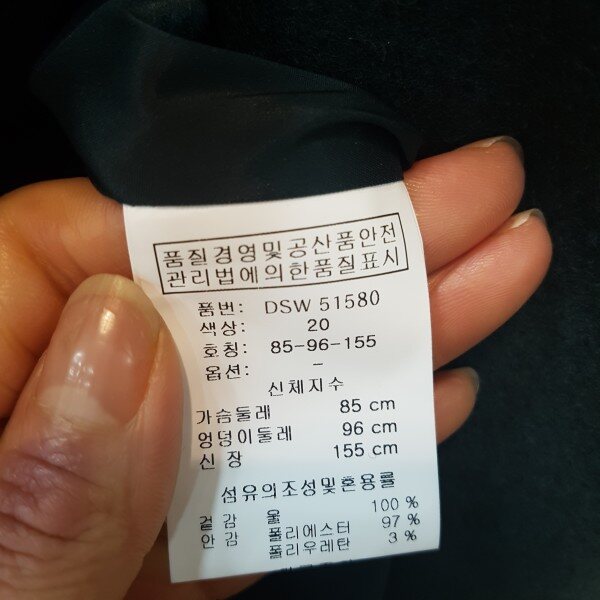 품질경영및공산품안전
관리법에의한품질표시
품번: DSW 51580
색상: 20
호칭: 85-96-155
옵션: -
신체지수
가슴둘레 85 cm
엉덩이둘레 96 cm
신 장 155 cm
섬유의조성및혼용률
겉감 울 100 %
안감 폴리에스터 97 %
폴리우레탄 3 %